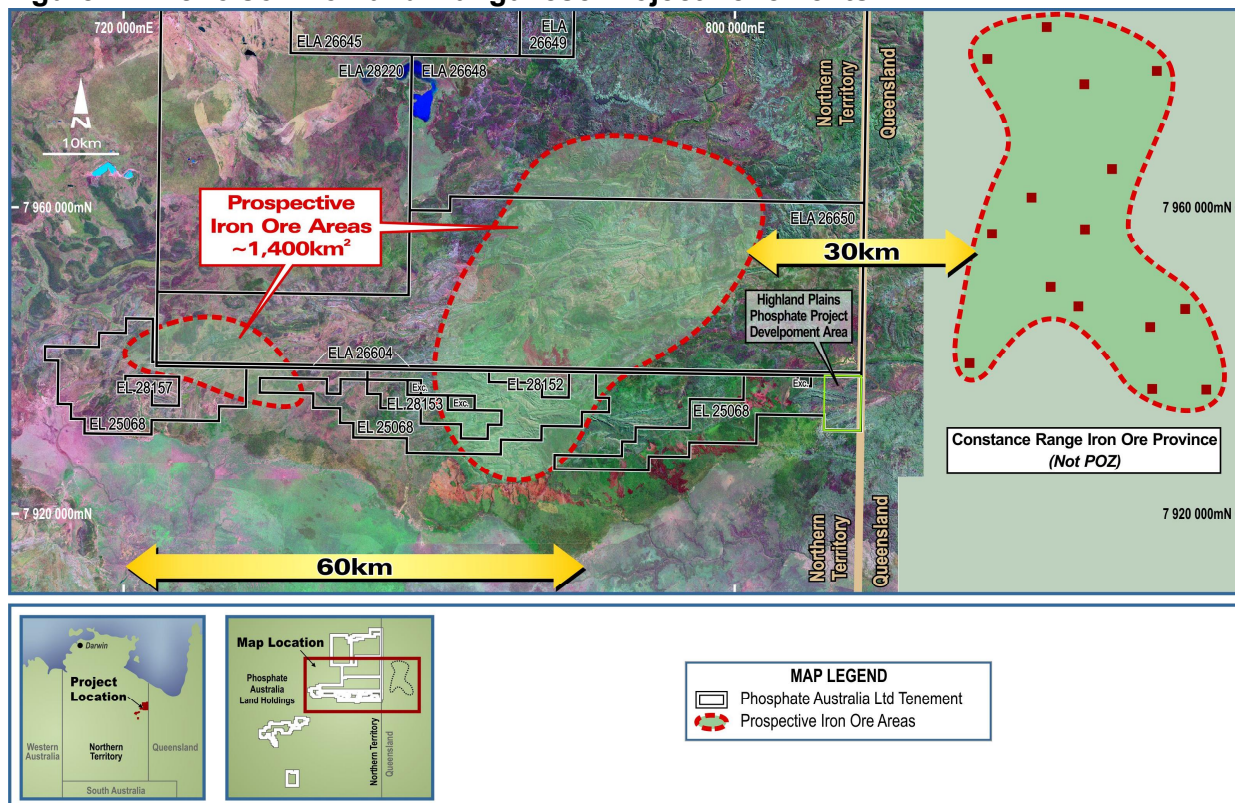 720 000mE
800 000mE
ELA 26645
ELA
26649
ELA 28220
ELA 26648
Northern
Territory
Queensland
N
10km
7 960 000mN
7 960 000mN
Prospective
Iron Ore Areas
~1,400km²
ELA 26650
30km
Highland Plains
Phosphate Project
Develpoment Area
ELA 26604
EL 28157
Exc.
EL 28152
Exc.
EL 28153
Exc.
EL 25068
EL 25068
EL 25068
Constance Range Iron Ore Province
(Not POZ)
7 920 000mN
7 920 000mN
Northern
Territory
Queensland
60km
Darwin
Project
Location
Western
Australia
Northern
Territory
Queensland
South Australia
Map Location
Phosphate
Australia
Land Holdings
Northern Territory
Queensland
MAP LEGEND
Phosphate Australia Ltd Tenement
Prospective Iron Ore Areas